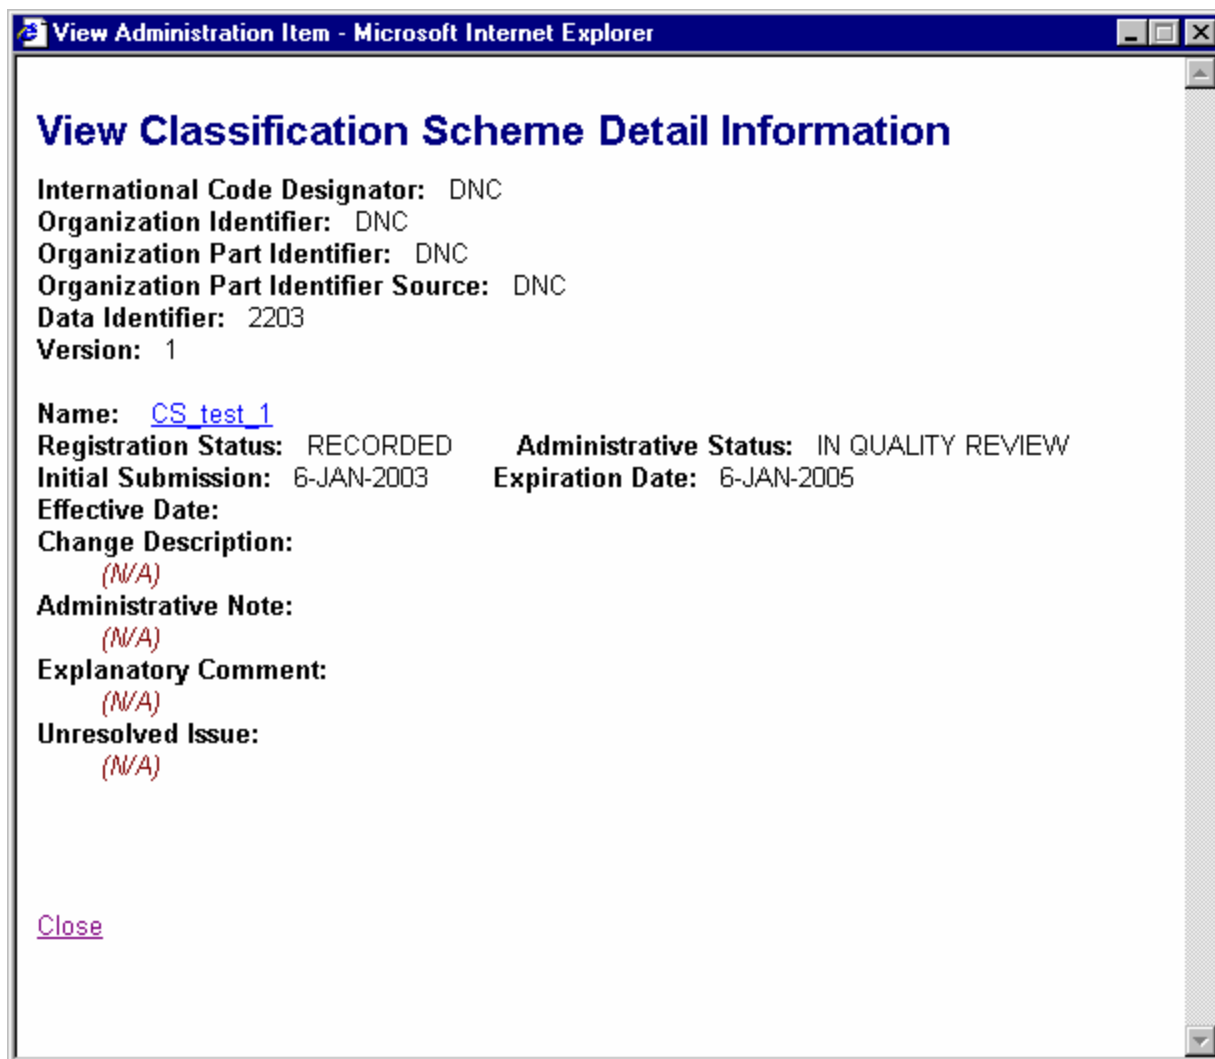 View Administration Item - Microsoft Internet Explorer
View Classification Scheme Detail Information
International Code Designator: DNC
Organization Identifier: DNC
Organization Part Identifier: DNC
Organization Part Identifier Source: DNC
Data Identifier: 2203
Version: 1
Name: CS_test_1
Registration Status: RECORDED Administrative Status: IN QUALITY REVIEW
Initial Submission: 6-JAN-2003 Expiration Date: 6-JAN-2005
Effective Date:
Change Description:
(N/A)
Administrative Note:
(N/A)
Explanatory Comment:
(N/A)
Unresolved Issue:
(N/A)
Close